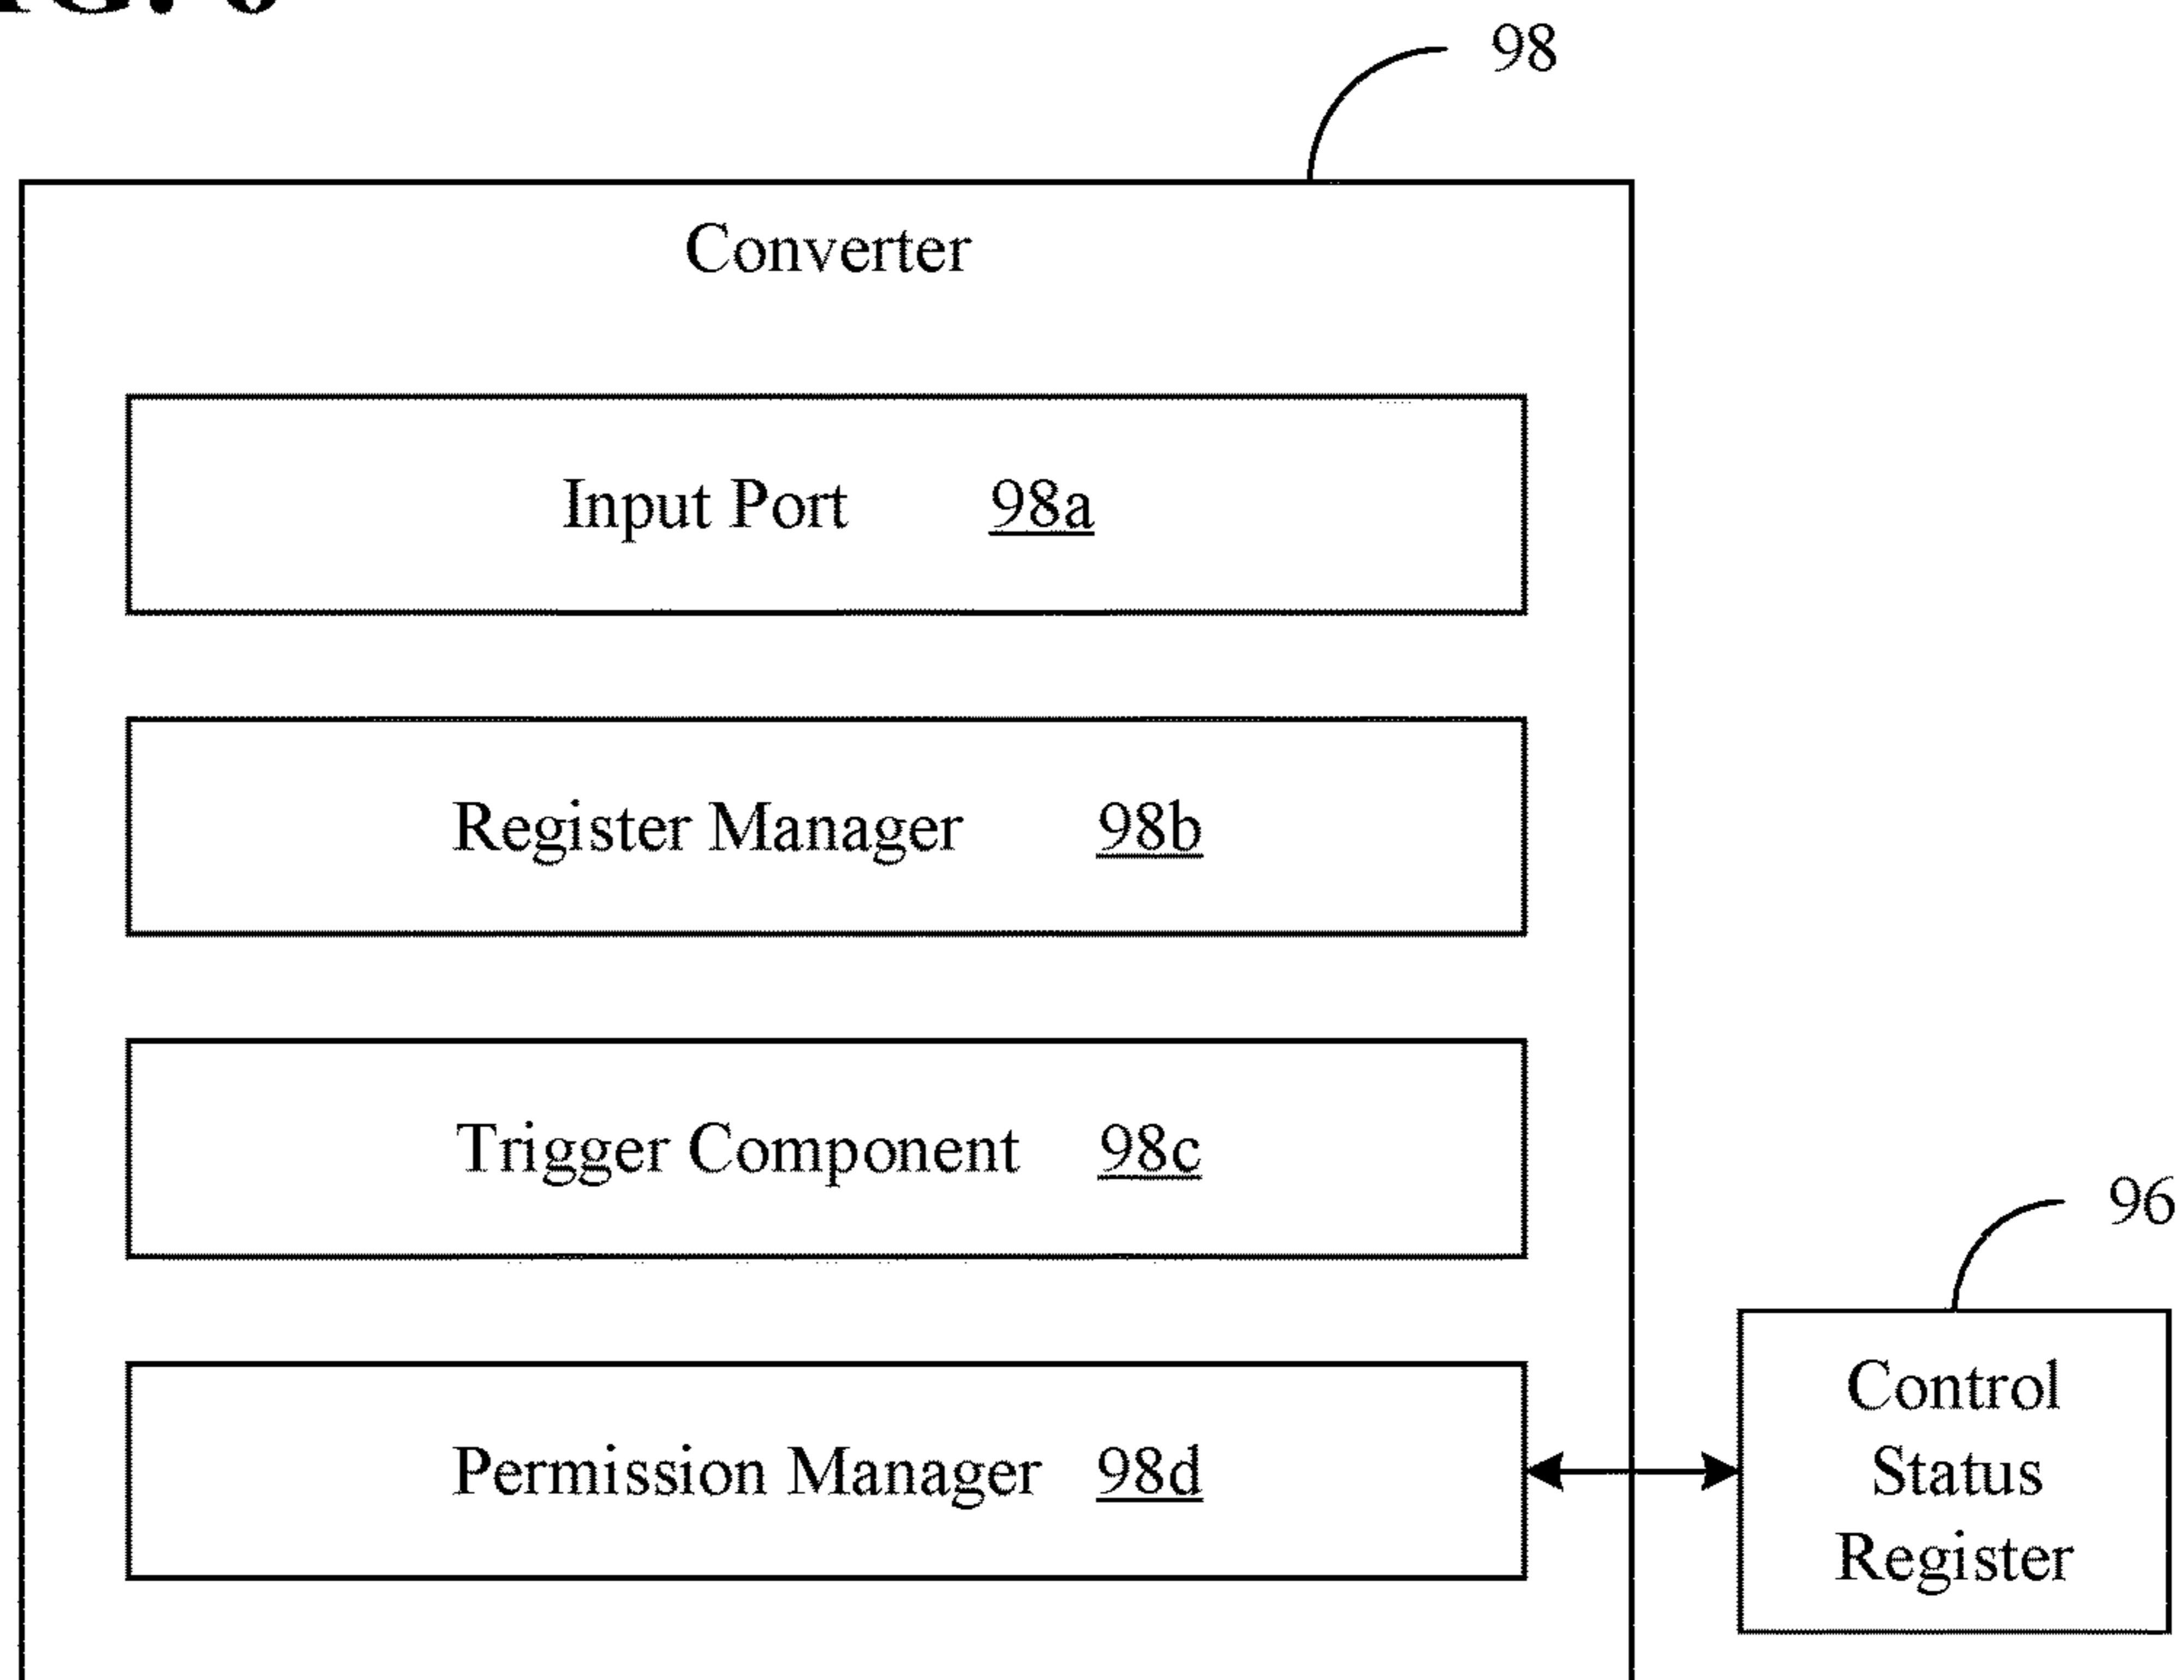 98
Converter
Input Port 98a
Register Manager 98b
Trigger Component 98c
96
Permission Manager 98d
Control
Status
Register